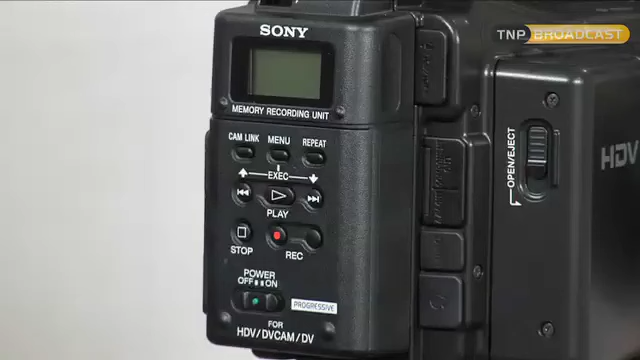 TNP BROADCAST
SONY
MEMORY RECORDING UNIT
CAM LINK MENU REPEAT
EXEC
PLAY
STOP
REC
POWER
OFF ON
PROGRESSIVE
FOR
HDV/DVCAM/DV
OPEN/EJECT
HDV